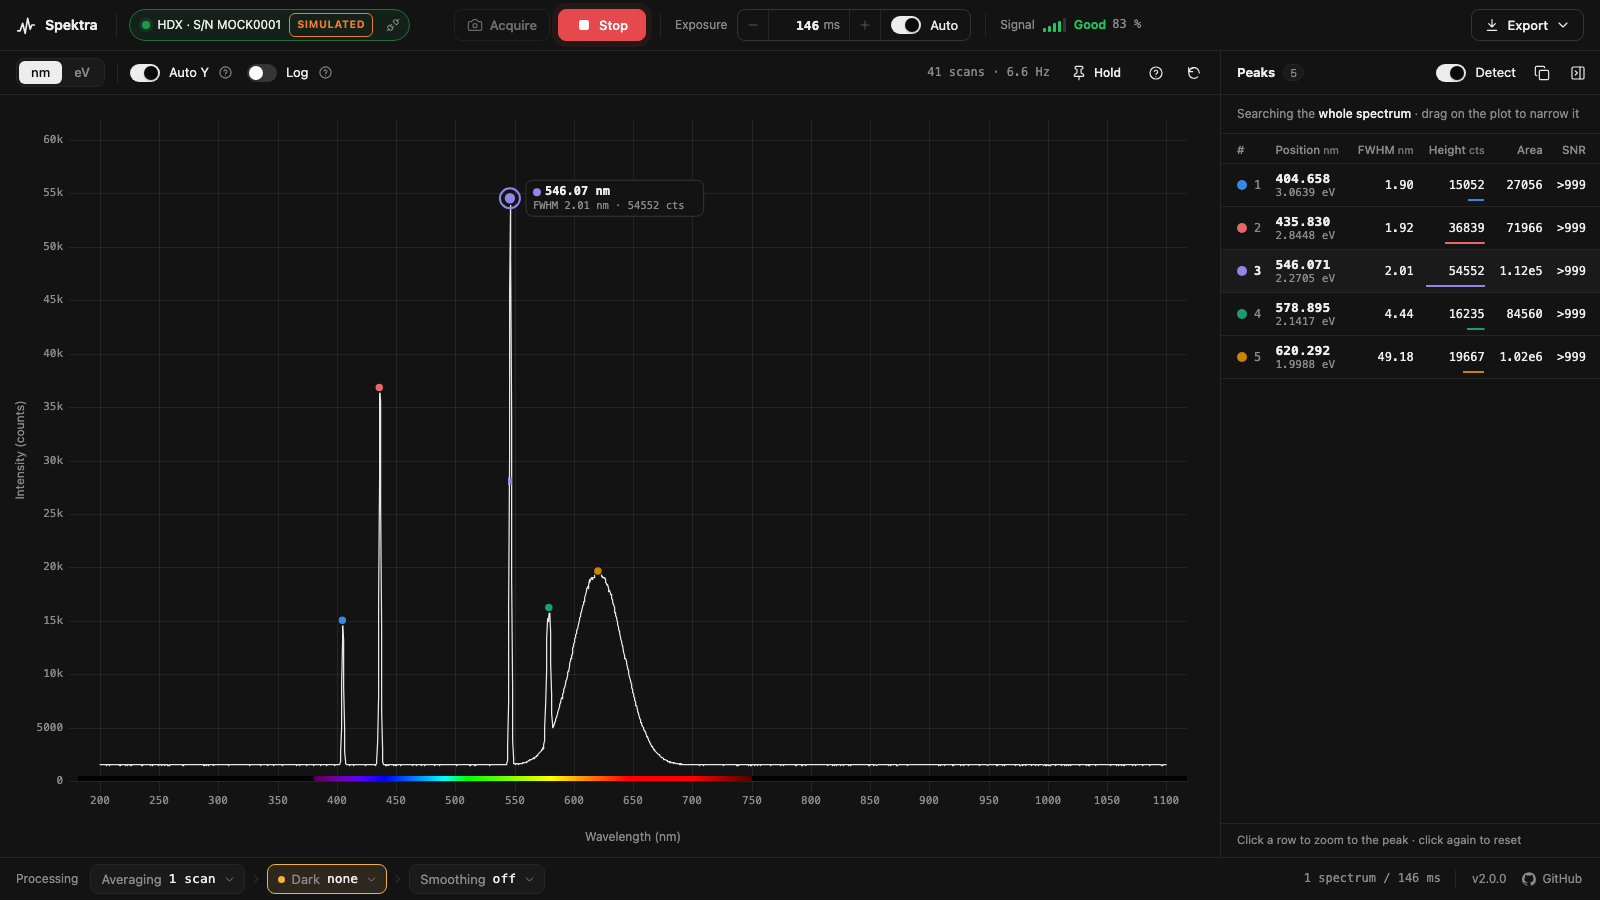 Spektra
HDX · S/N MOCK0001 SIMULATED
Acquire
Stop
Exposure − 146 ms + Auto
Signal Good 83 %
Export
nm eV
Auto Y ? Log ?
41 scans · 6.6 Hz
Hold ?
Peaks 5
Detect
Searching the whole spectrum · drag on the plot to narrow it
# Position nm FWHM nm Height cts Area SNR
1 404.658 1.90 15052 27056 >999
3.0639 eV
2 435.830 1.92 36839 71966 >999
2.8448 eV
3 546.071 2.01 54552 1.12e5 >999
2.2705 eV
4 578.895 4.44 16235 84560 >999
2.1417 eV
5 620.292 49.18 19667 1.02e6 >999
1.9988 eV
Click a row to zoom to the peak · click again to reset
Intensity (counts)
60k
55k
50k
45k
40k
35k
30k
25k
20k
15k
10k
5000
0
546.07 nm
FWHM 2.01 nm · 54552 cts
200 250 300 350 400 450 500 550 600 650 700 750 800 850 900 950 1000 1050 1100
Wavelength (nm)
Processing
Averaging 1 scan
Dark none
Smoothing off
1 spectrum / 146 ms
v2.0.0
GitHub